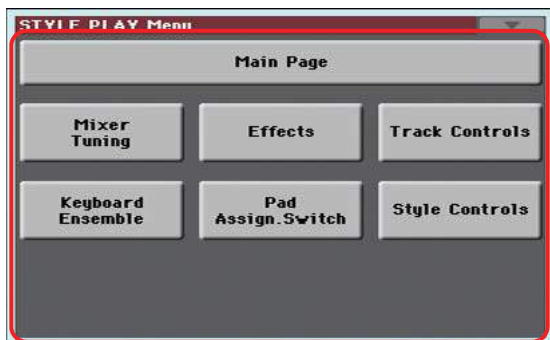 STYLE PLAY Menu
Main Page
Mixer
Tuning
Effects
Track Controls
Keyboard
Ensemble
Pad
Assign.Switch
Style Controls